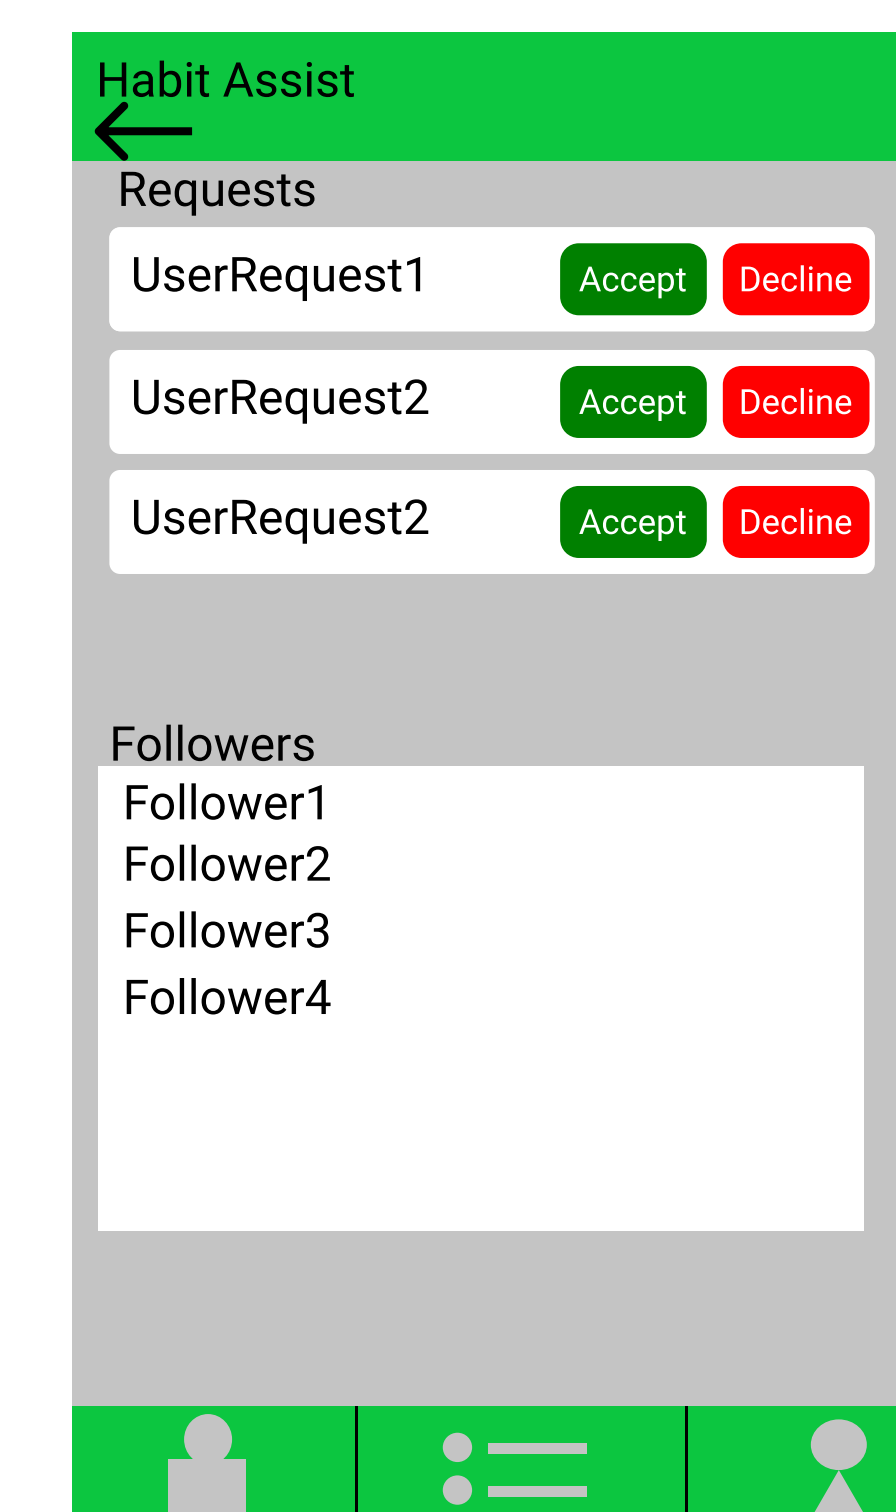 Habit Assist
Requests
UserRequest1 Accept Decline
UserRequest2 Accept Decline
UserRequest2 Accept Decline
Followers
Follower1
Follower2
Follower3
Follower4